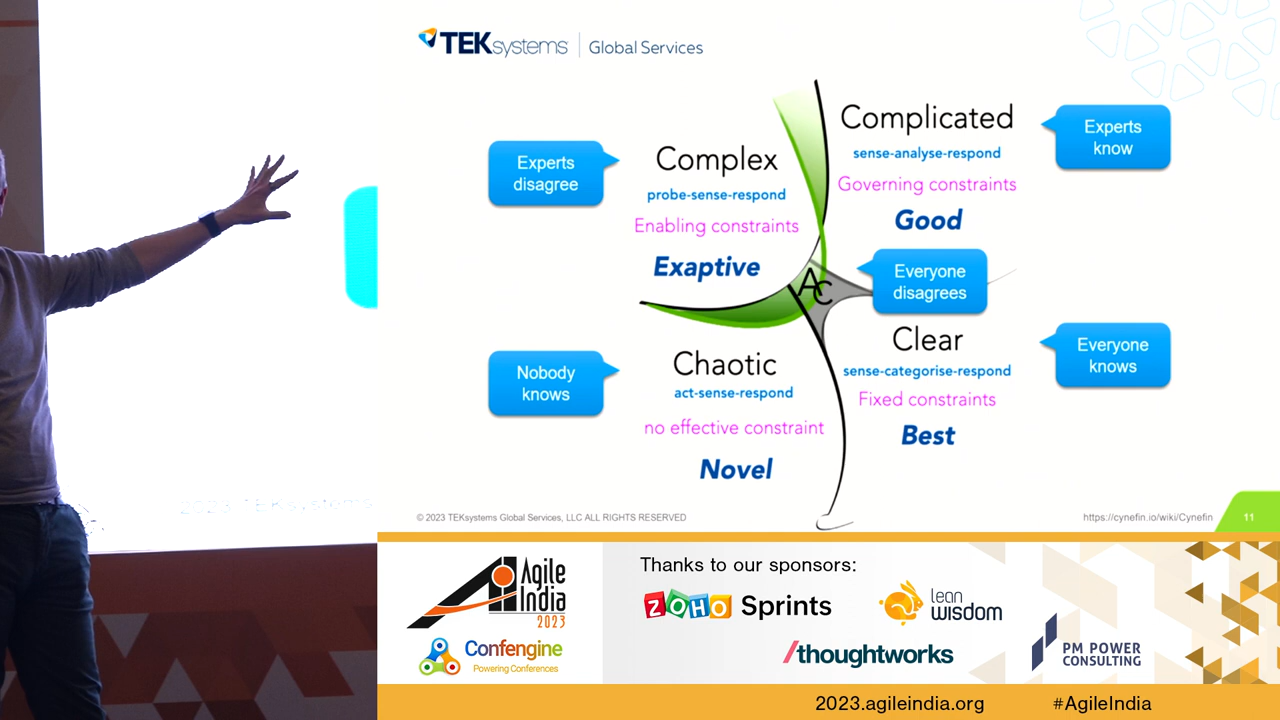 TEKsystems | Global Services
Complicated
sense-analyse-respond
Governing constraints
Good
Experts
know
Experts
disagree
Complex
probe-sense-respond
Enabling constraints
Exaptive
AC
Everyone
disagrees
Clear
sense-categorise-respond
Fixed constraints
Best
Everyone
knows
Nobody
knows
Chaotic
act-sense-respond
no effective constraint
Novel
© 2023 TEKsystems Global Services, LLC ALL RIGHTS RESERVED
https://cynefin.io/wiki/Cynefin
11
2023 TEKsystems
Agile
India
2023
Confengine
Powering Conferences
Thanks to our sponsors:
ZOHO Sprints
lean
wisdom
/thoughtworks
PM POWER
CONSULTING
2023.agileindia.org
#AgileIndia